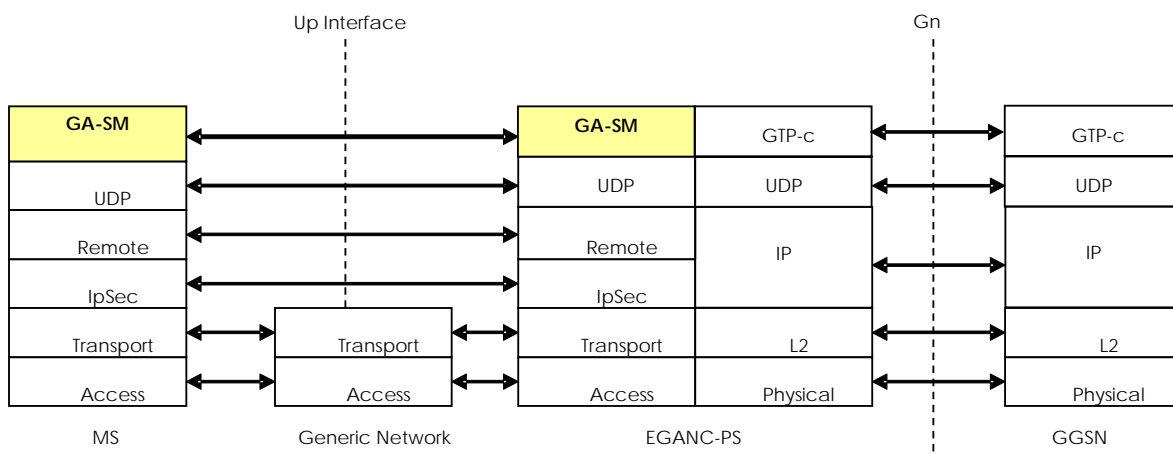 Up Interface Gn
GA-SM GA-SM GTP-c GTP-c
UDP UDP UDP UDP
Remote Remote IP IP
IpSec IpSec
Transport Transport Transport L2 L2
Access Access Access Physical Physical
MS Generic Network EGANC-PS GGSN